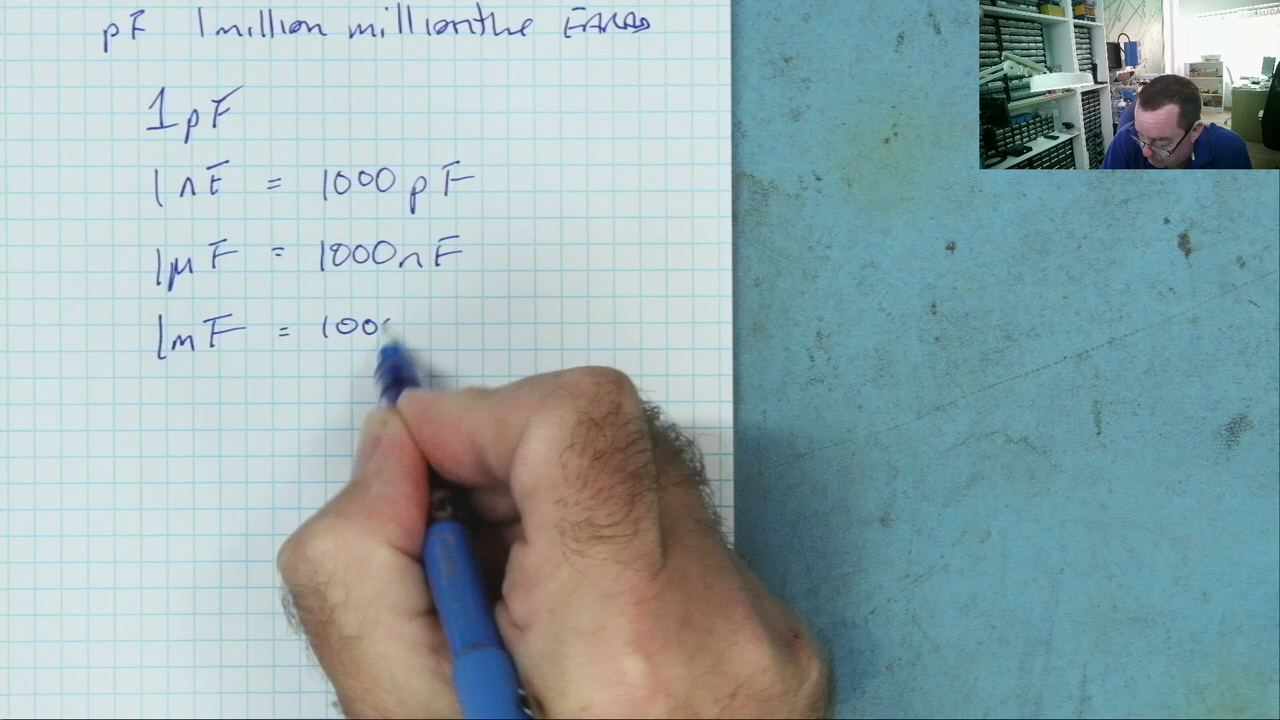 pF 1 million millionths FARAD
1pF
1nF = 1000pF
1μF = 1000nF
1mF = 100